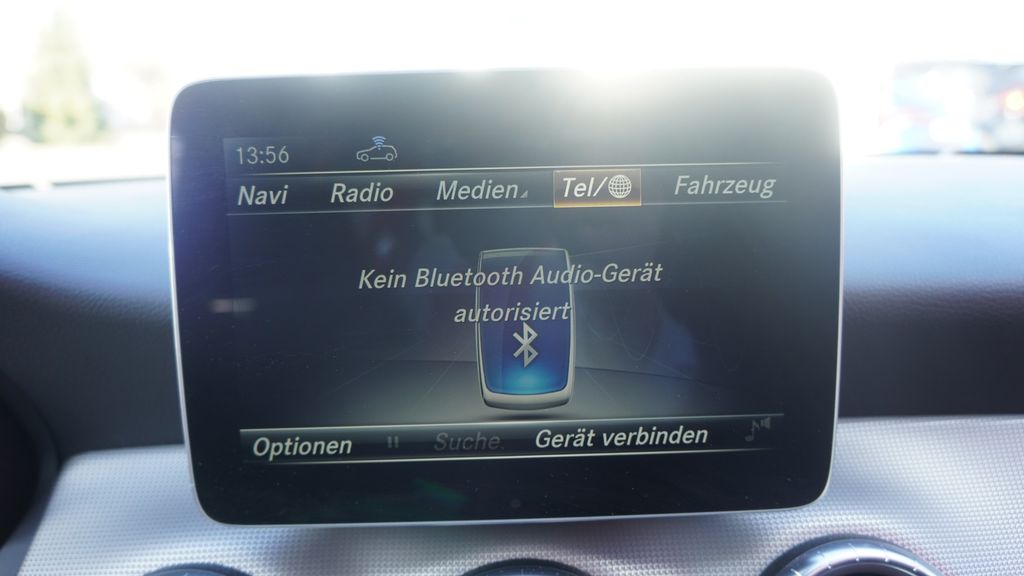 13:56
Navi Radio Medien Tel/ Fahrzeug
Kein Bluetooth Audio-Gerät
autorisiert
Optionen Suche Gerät verbinden